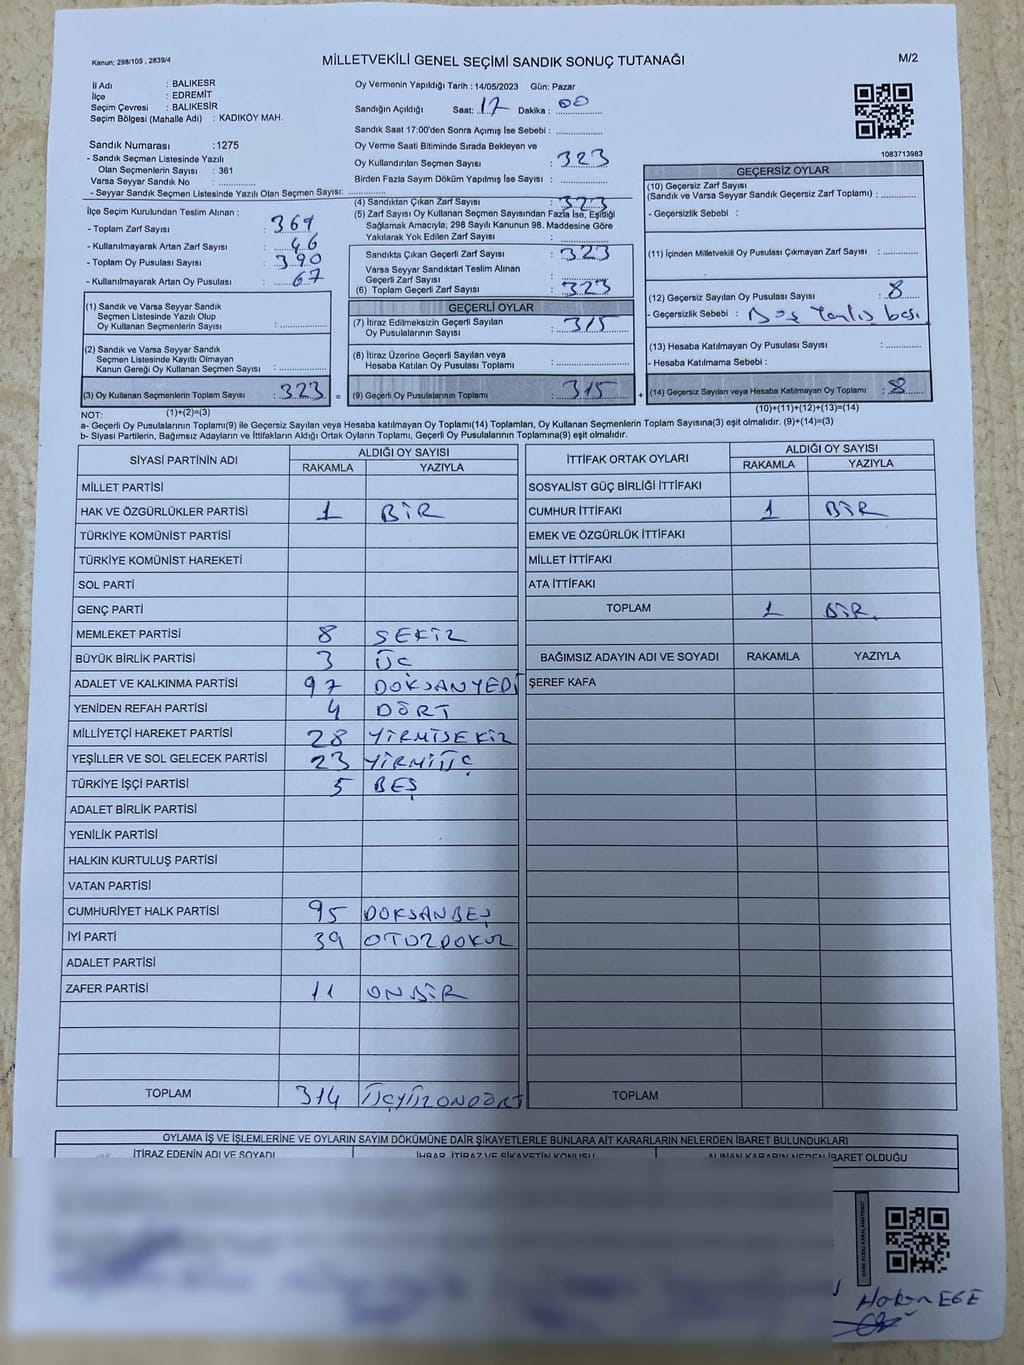 Kanun; 298/105 , 2839/4
MİLLETVEKİLİ GENEL SEÇİMİ SANDIK SONUÇ TUTANAĞI
M/2
İl Adı : BALIKESR
İlçe : EDREMIT
Seçim Çevresi : BALIKESİR
Seçim Bölgesi (Mahalle Adı) : KADIKÖY MAH.
Oy Vermenin Yapıldığı Tarih : 14/05/2023 Gün: Pazar
Sandığın Açıldığı Saat: 17 Dakika : 00
Sandık Saat 17:00'den Sonra Açımış İse Sebebi :
Oy Verme Saati Bitiminde Sırada Bekleyen ve
Oy Kullandırılan Seçmen Sayısı : 323
Birden Fazla Sayım Döküm Yapılmış İse Sayısı :
1083713983
Sandık Numarası :1275
- Sandık Seçmen Listesinde Yazılı
Olan Seçmenlerin Sayısı : 361
Varsa Seyyar Sandık No :
- Seyyar Sandık Seçmen Listesinde Yazılı Olan Seçmen Sayısı:
İlçe Seçim Kurulundan Teslim Alınan :
- Toplam Zarf Sayısı : 369
- Kullanılmayarak Artan Zarf Sayısı : 46
- Toplam Oy Pusulası Sayısı : 390
- Kullanılmayarak Artan Oy Pusulası : 67
(1) Sandık ve Varsa Seyyar Sandık
Seçmen Listesinde Yazılı Olup
Oy Kullanan Seçmenlerin Sayısı :
(2) Sandık ve Varsa Seyyar Sandık
Seçmen Listesinde Kayıtlı Olmayan
Kanun Gereği Oy Kullanan Seçmen Sayısı :
(3) Oy Kullanan Seçmenlerin Toplam Sayısı : 323 =
(4) Sandıktan Çıkan Zarf Sayısı : 323
(5) Zarf Sayısı Oy Kullanan Seçmen Sayısından Fazla İse, Eşitliği
Sağlamak Amacıyla; 298 Sayılı Kanunun 98. Maddesine Göre
Yakılarak Yok Edilen Zarf Sayısı :
Sandıkta Çıkan Geçerli Zarf Sayısı : 323
Varsa Seyyar Sandıktan Teslim Alınan
Geçerli Zarf Sayısı :
(6) Toplam Geçerli Zarf Sayısı : 323
GEÇERLİ OYLAR
(7) İtiraz Edilmeksizin Geçerli Sayılan
Oy Pusulalarının Sayısı : 315
(8) İtiraz Üzerine Geçerli Sayılan veya
Hesaba Katılan Oy Pusulası Toplamı :
(9) Geçerli Oy Pusulalarının Toplamı : 315 +
GEÇERSİZ OYLAR
(10) Geçersiz Zarf Sayısı
(Sandık ve Varsa Seyyar Sandık Geçersiz Zarf Toplamı) :
- Geçersizlik Sebebi :
(11) İçinden Milletvekili Oy Pusulası Çıkmayan Zarf Sayısı :
(12) Geçersiz Sayılan Oy Pusulası Sayısı : 8
- Geçersizlik Sebebi : Boş Yanlış bası
(13) Hesaba Katılmayan Oy Pusulası Sayısı :
- Hesaba Katılmama Sebebi :
(14) Geçersiz Sayılan veya Hesaba Katılmayan Oy Toplamı : 8
NOT: (1)+(2)=(3)
(10)+(11)+(12)+(13)=(14)
a- Geçerli Oy Pusulalarının Toplamı(9) ile Geçersiz Sayılan veya Hesaba katılmayan Oy Toplamı(14) Toplamları, Oy Kullanan Seçmenlerin Toplam Sayısına(3) eşit olmalıdır. (9)+(14)=(3)
b- Siyasi Partilerin, Bağımsız Adayların ve İttifakların Aldığı Ortak Oyların Toplamı, Geçerli Oy Pusulalarının Toplamına(9) eşit olmalıdır.
SİYASİ PARTİNİN ADI
ALDIĞI OY SAYISI
RAKAMLA YAZIYLA
MİLLET PARTİSİ
HAK VE ÖZGÜRLÜKLER PARTİSİ 1 BİR
TÜRKİYE KOMÜNİST PARTİSİ
TÜRKİYE KOMÜNİST HAREKETİ
SOL PARTİ
GENÇ PARTİ
MEMLEKET PARTİSİ 8 SEKİZ
BÜYÜK BİRLİK PARTİSİ 3 ÜÇ
ADALET VE KALKINMA PARTİSİ 97 DOKSANYEDİ
YENİDEN REFAH PARTİSİ 4 DÖRT
MİLLİYETÇİ HAREKET PARTİSİ 28 YİRMİSEKİZ
YEŞİLLER VE SOL GELECEK PARTİSİ 23 YİRMİÜÇ
TÜRKİYE İŞÇİ PARTİSİ 5 BEŞ
ADALET BİRLİK PARTİSİ
YENİLİK PARTİSİ
HALKIN KURTULUŞ PARTİSİ
VATAN PARTİSİ
CUMHURİYET HALK PARTİSİ 95 DOKSANBEŞ
İYİ PARTİ 39 OTUZDOKUZ
ADALET PARTİSİ
ZAFER PARTİSİ 11 ONBİR
TOPLAM 314 ÜÇYÜZONDÖRT
İTTİFAK ORTAK OYLARI
ALDIĞI OY SAYISI
RAKAMLA YAZIYLA
SOSYALİST GÜÇ BİRLİĞİ İTTİFAKI
CUMHUR İTTİFAKI 1 BİR
EMEK VE ÖZGÜRLÜK İTTİFAKI
MİLLET İTTİFAKI
ATA İTTİFAKI
TOPLAM 1 BİR.
BAĞIMSIZ ADAYIN ADI VE SOYADI RAKAMLA YAZIYLA
ŞEREF KAFA
TOPLAM
OYLAMA İŞ VE İŞLEMLERİNE VE OYLARIN SAYIM DÖKÜMÜNE DAİR ŞİKAYETLERLE BUNLARA AİT KARARLARIN NELERDEN İBARET BULUNDUKLARI
İTİRAZ EDENİN ADI VE SOYADI
İHBAR, İTİRAZ VE ŞİKAYETİN KONUSU
ALINAN KARARIN NEDEN İBARET OLDUĞU
Hakan EGE